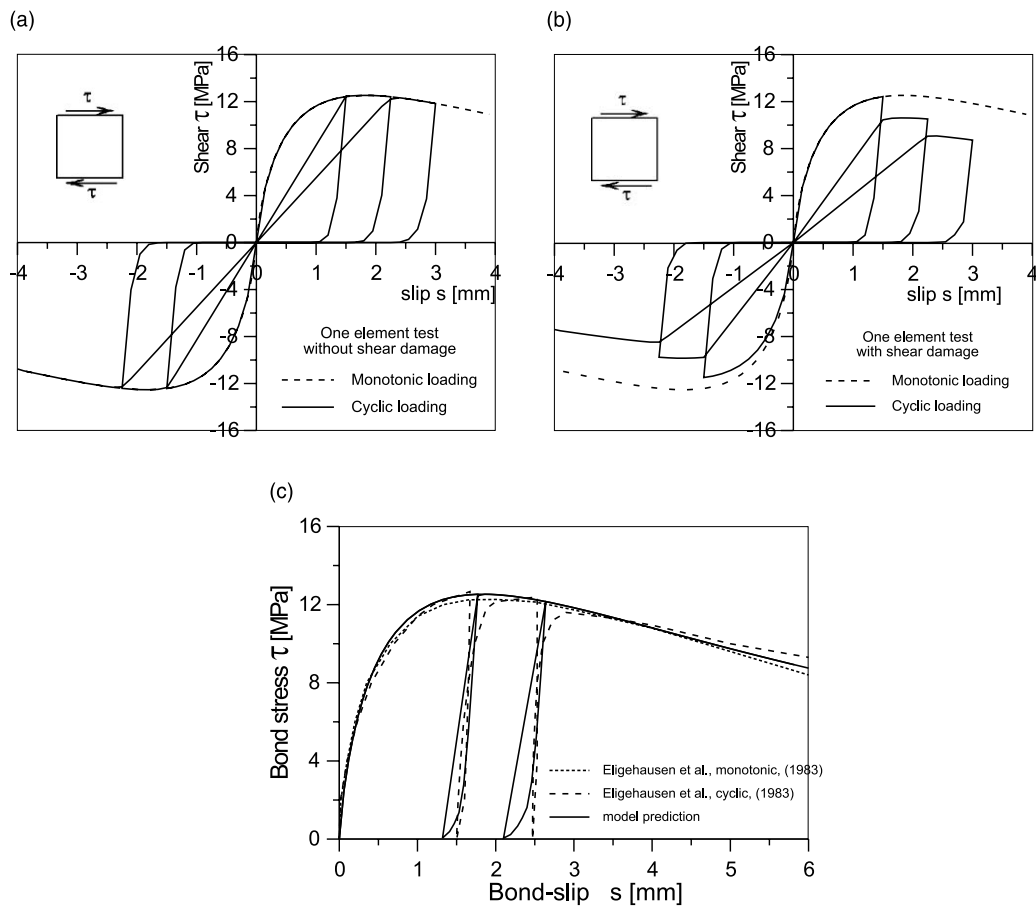 (a)
16
12
8
4
0
-4
-8
-12
-16
Shear τ [MPa]
τ
τ
-4 -3 -2 -1 0 1 2 3 4
slip s [mm]
One element test
without shear damage
Monotonic loading
Cyclic loading
(b)
16
12
8
4
0
-4
-8
-12
-16
Shear τ [MPa]
τ
τ
-4 -3 -2 -1 0 1 2 3 4
slip s [mm]
One element test
with shear damage
Monotonic loading
Cyclic loading
(c)
16
12
8
4
0
Bond stress τ [MPa]
Eligehausen et al., monotonic, (1983)
Eligehausen et al., cyclic, (1983)
model prediction
0 1 2 3 4 5 6
Bond-slip s [mm]